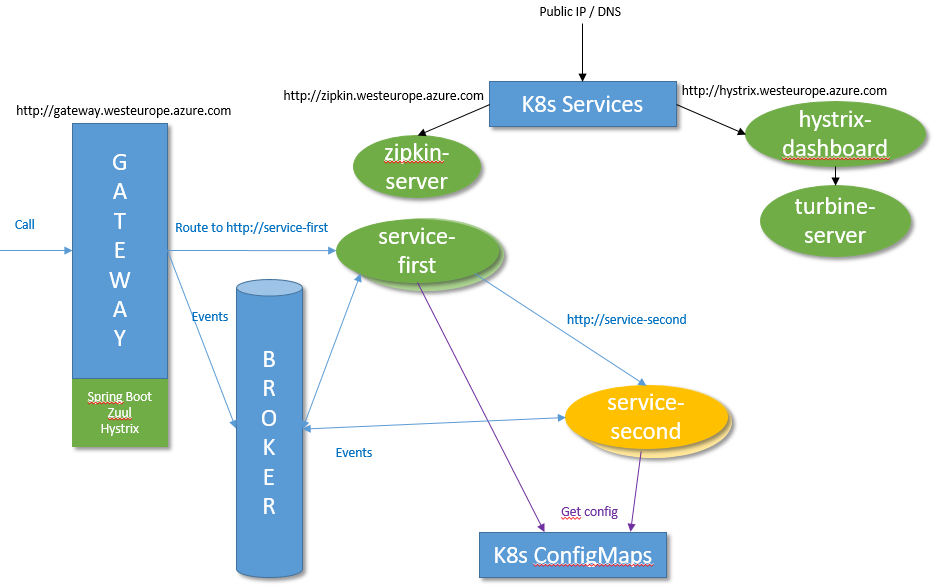 Public IP / DNS
http://zipkin.westeurope.azure.com
K8s Services
http://hystrix.westeurope.azure.com
http://gateway.westeurope.azure.com
hystrix-
dashboard
zipkin-
server
turbine-
server
G
A
T
E
W
A
Y
Call
Route to http://service-first
service-
first
Events
http://service-second
B
R
O
K
E
R
Spring Boot
Zuul
Hystrix
service-
second
Events
Get config
K8s ConfigMaps